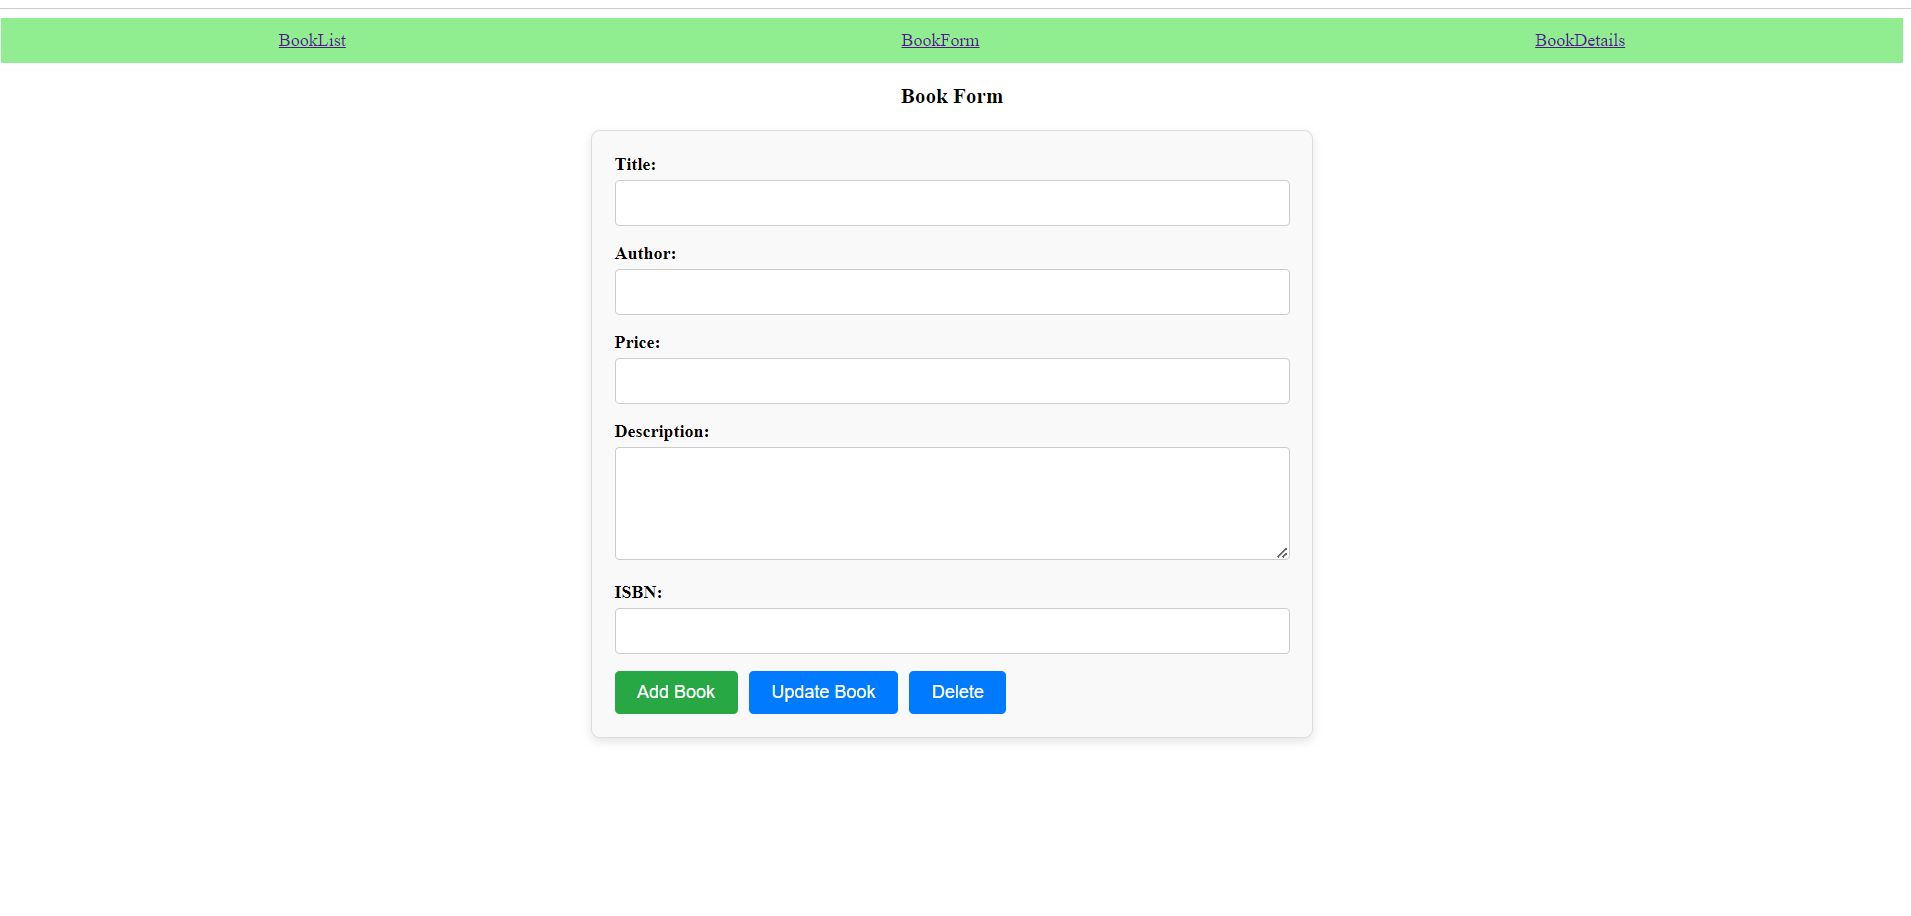 BookList BookForm BookDetails
Book Form
Title:
Author:
Price:
Description:
ISBN:
Add Book Update Book Delete